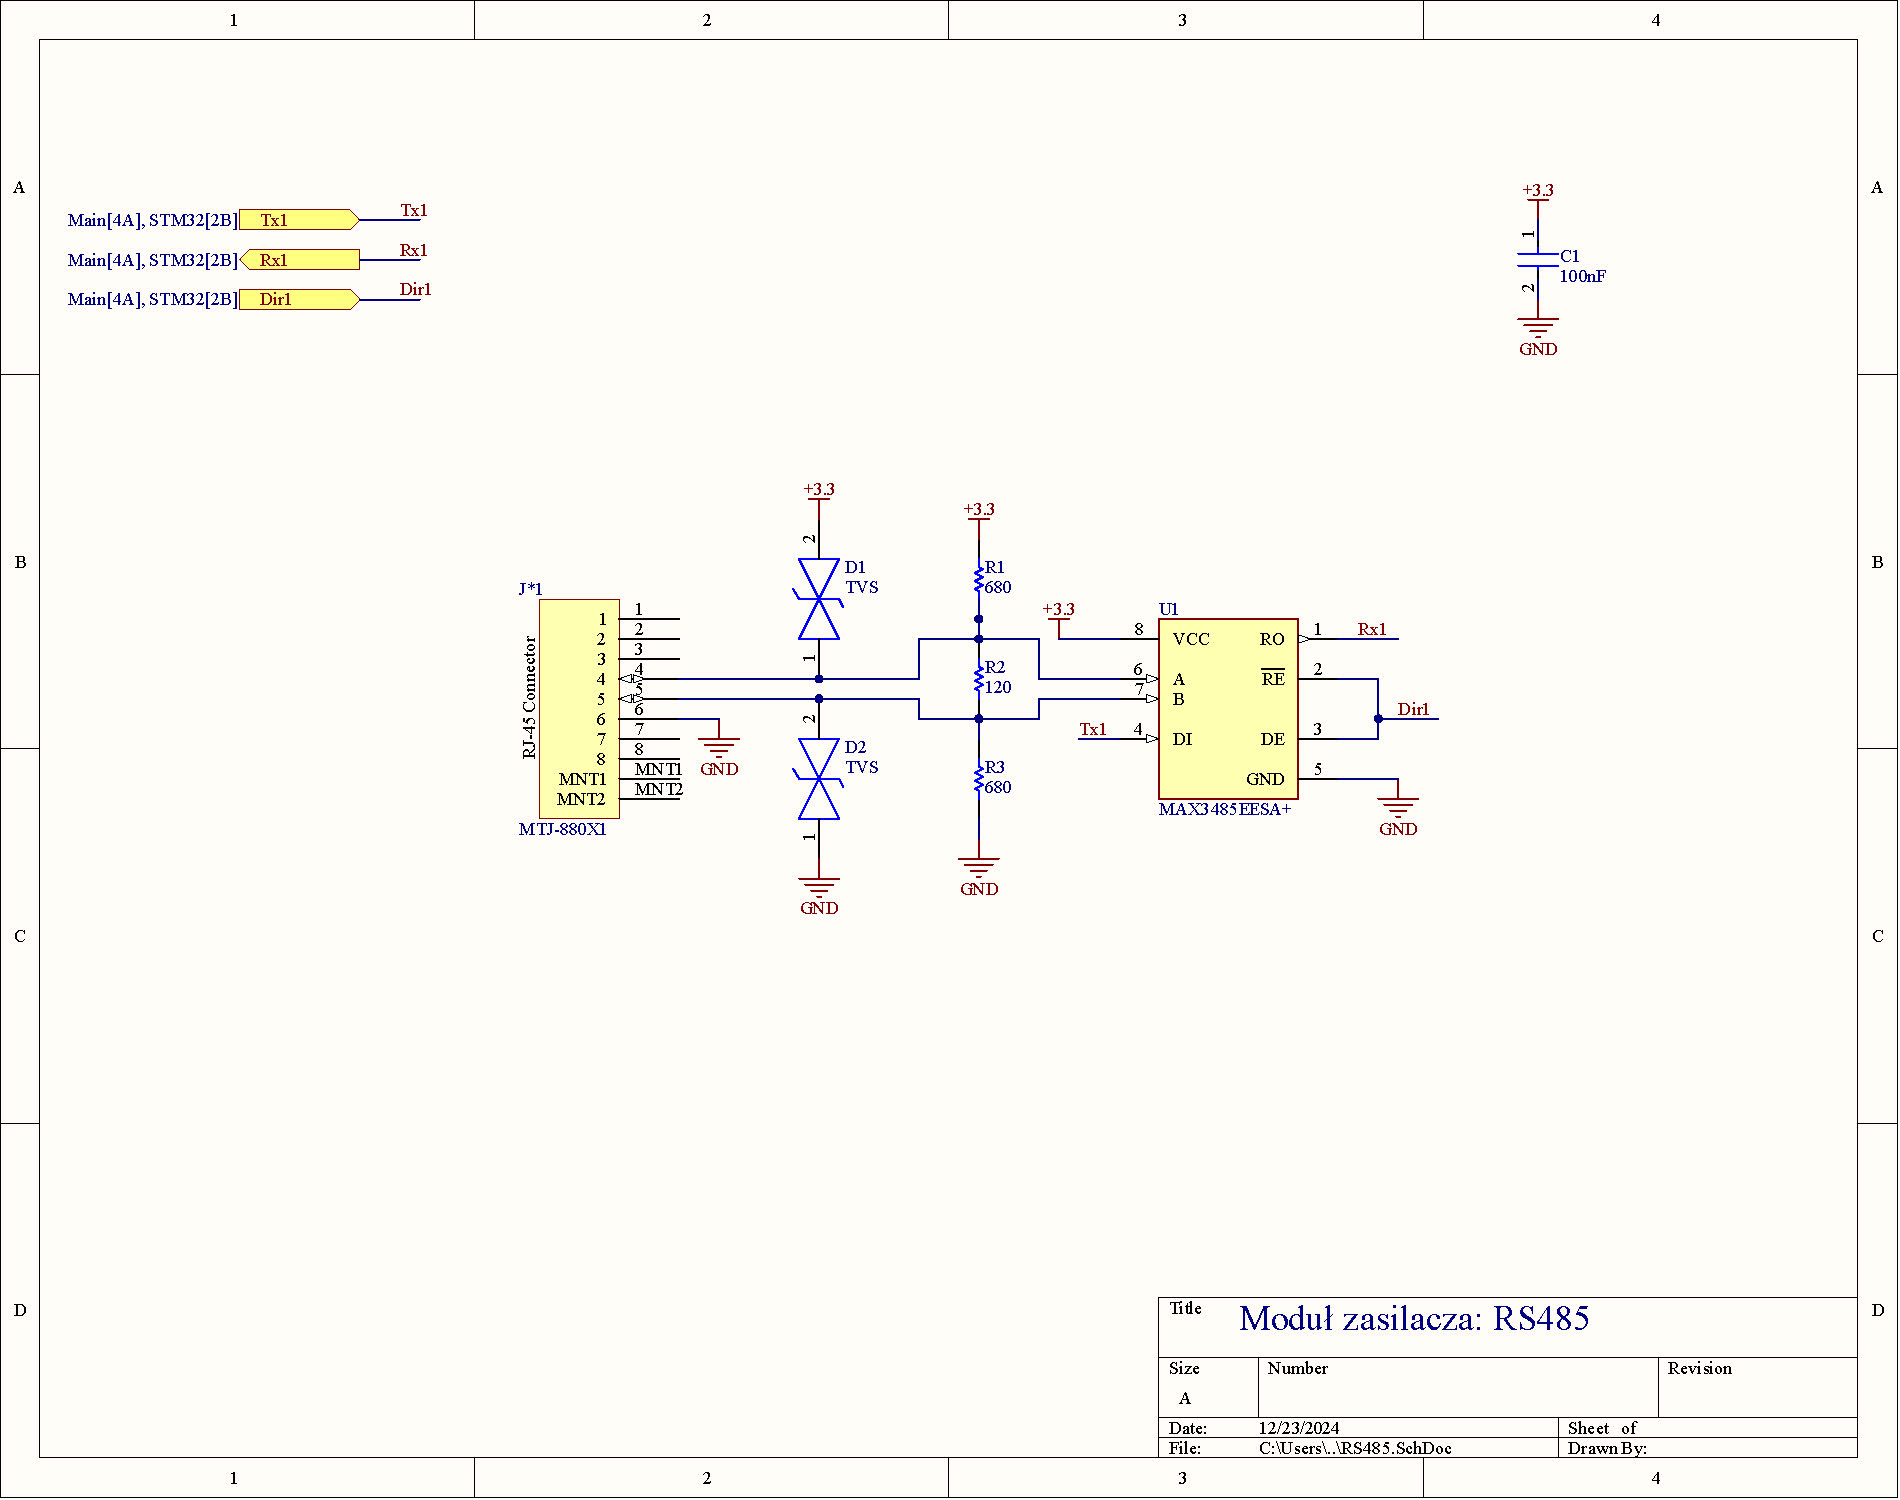 1 2 3 4
A A
B B
C C
D D
Main[4A], STM32[2B] Tx1 Tx1
Main[4A], STM32[2B] Rx1 Rx1
Main[4A], STM32[2B] Dir1 Dir1
+3.3
1
C1
100nF
2
GND
J*1
RJ-45 Connector
1 1
2 2
3 3
4 4
5 5
6 6
7 7
8 8
MNT1 MNT1
MNT2 MNT2
MTJ-880X1
GND
+3.3
2
D1
TVS
1
2
D2
TVS
1
GND
+3.3
R1
680
R2
120
R3
680
GND
+3.3
U1
8 VCC RO 1 Rx1
6 A RE 2
7 B
Dir1
Tx1 4 DI DE 3
GND 5
MAX3485EESA+
GND
Title Moduł zasilacza: RS485
Size Number Revision
A
Date: 12/23/2024 Sheet of
File: C:\Users\..\RS485.SchDoc Drawn By:
1 2 3 4